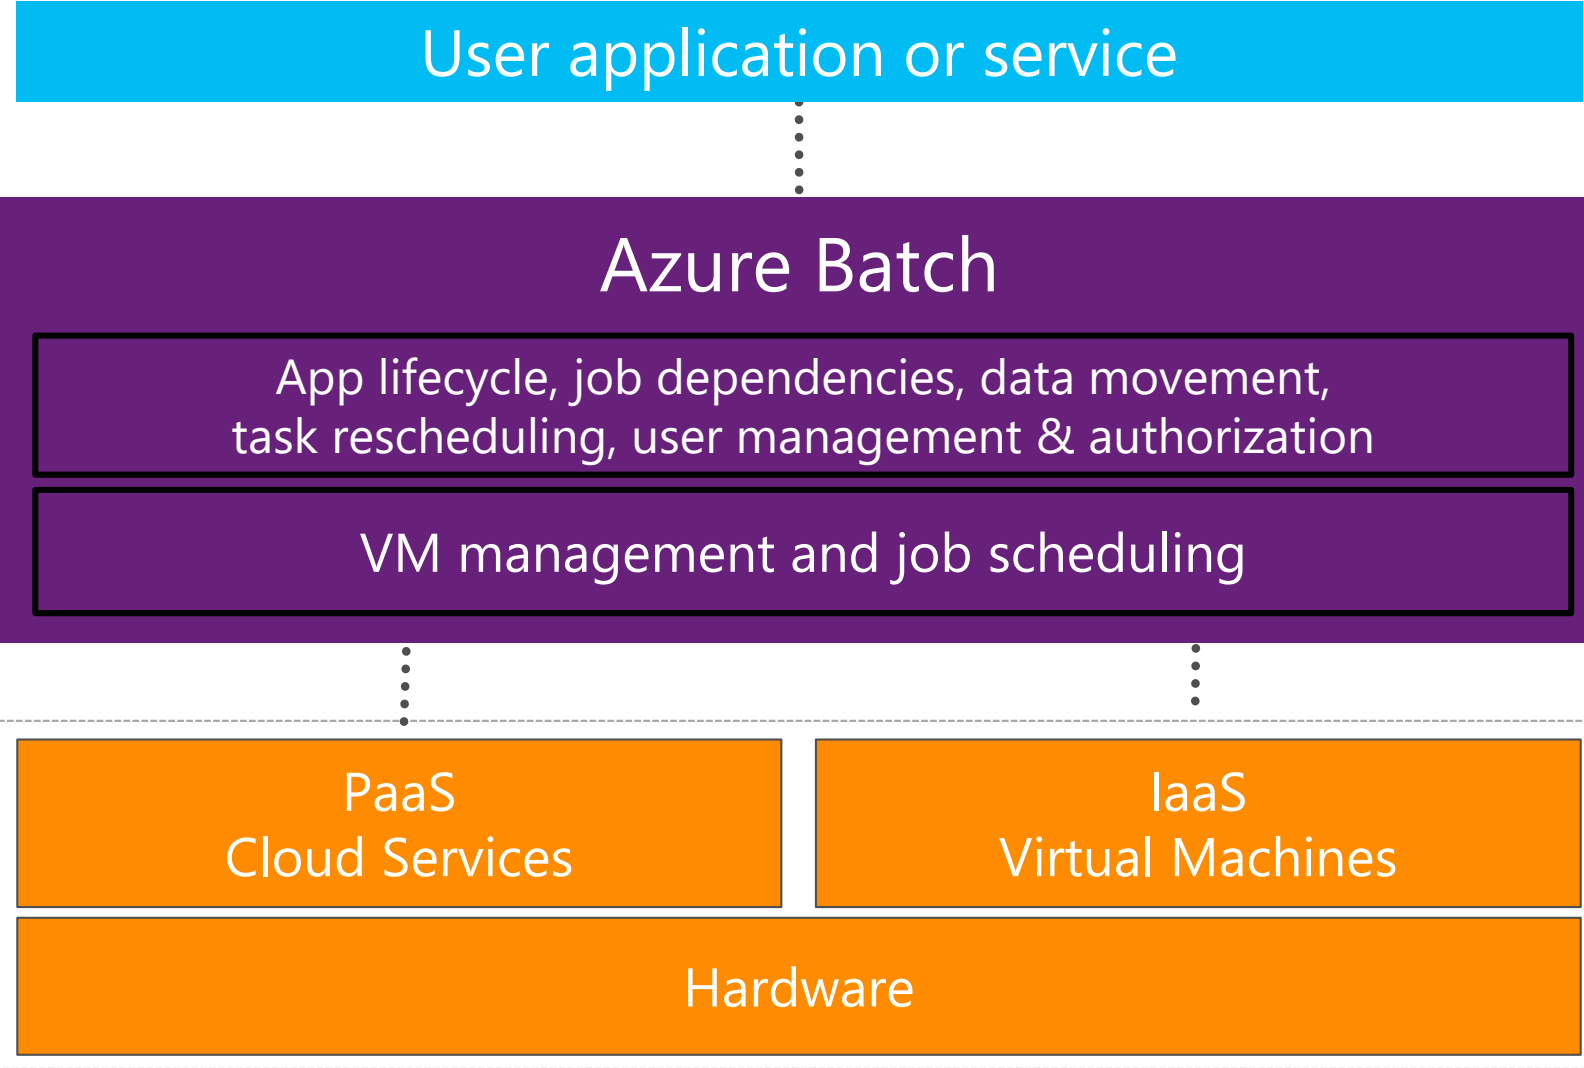 User application or service
Azure Batch
App lifecycle, job dependencies, data movement,
task rescheduling, user management & authorization
VM management and job scheduling
PaaS
Cloud Services
IaaS
Virtual Machines
Hardware